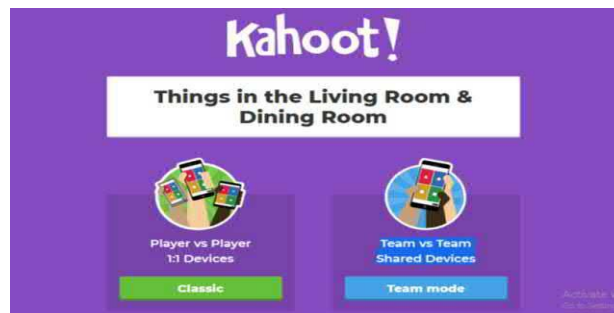 Kahoot!
Things in the Living Room &
Dining Room
Player vs Player
1:1 Devices
Classic
Team vs Team
Shared Devices
Team mode
Activate